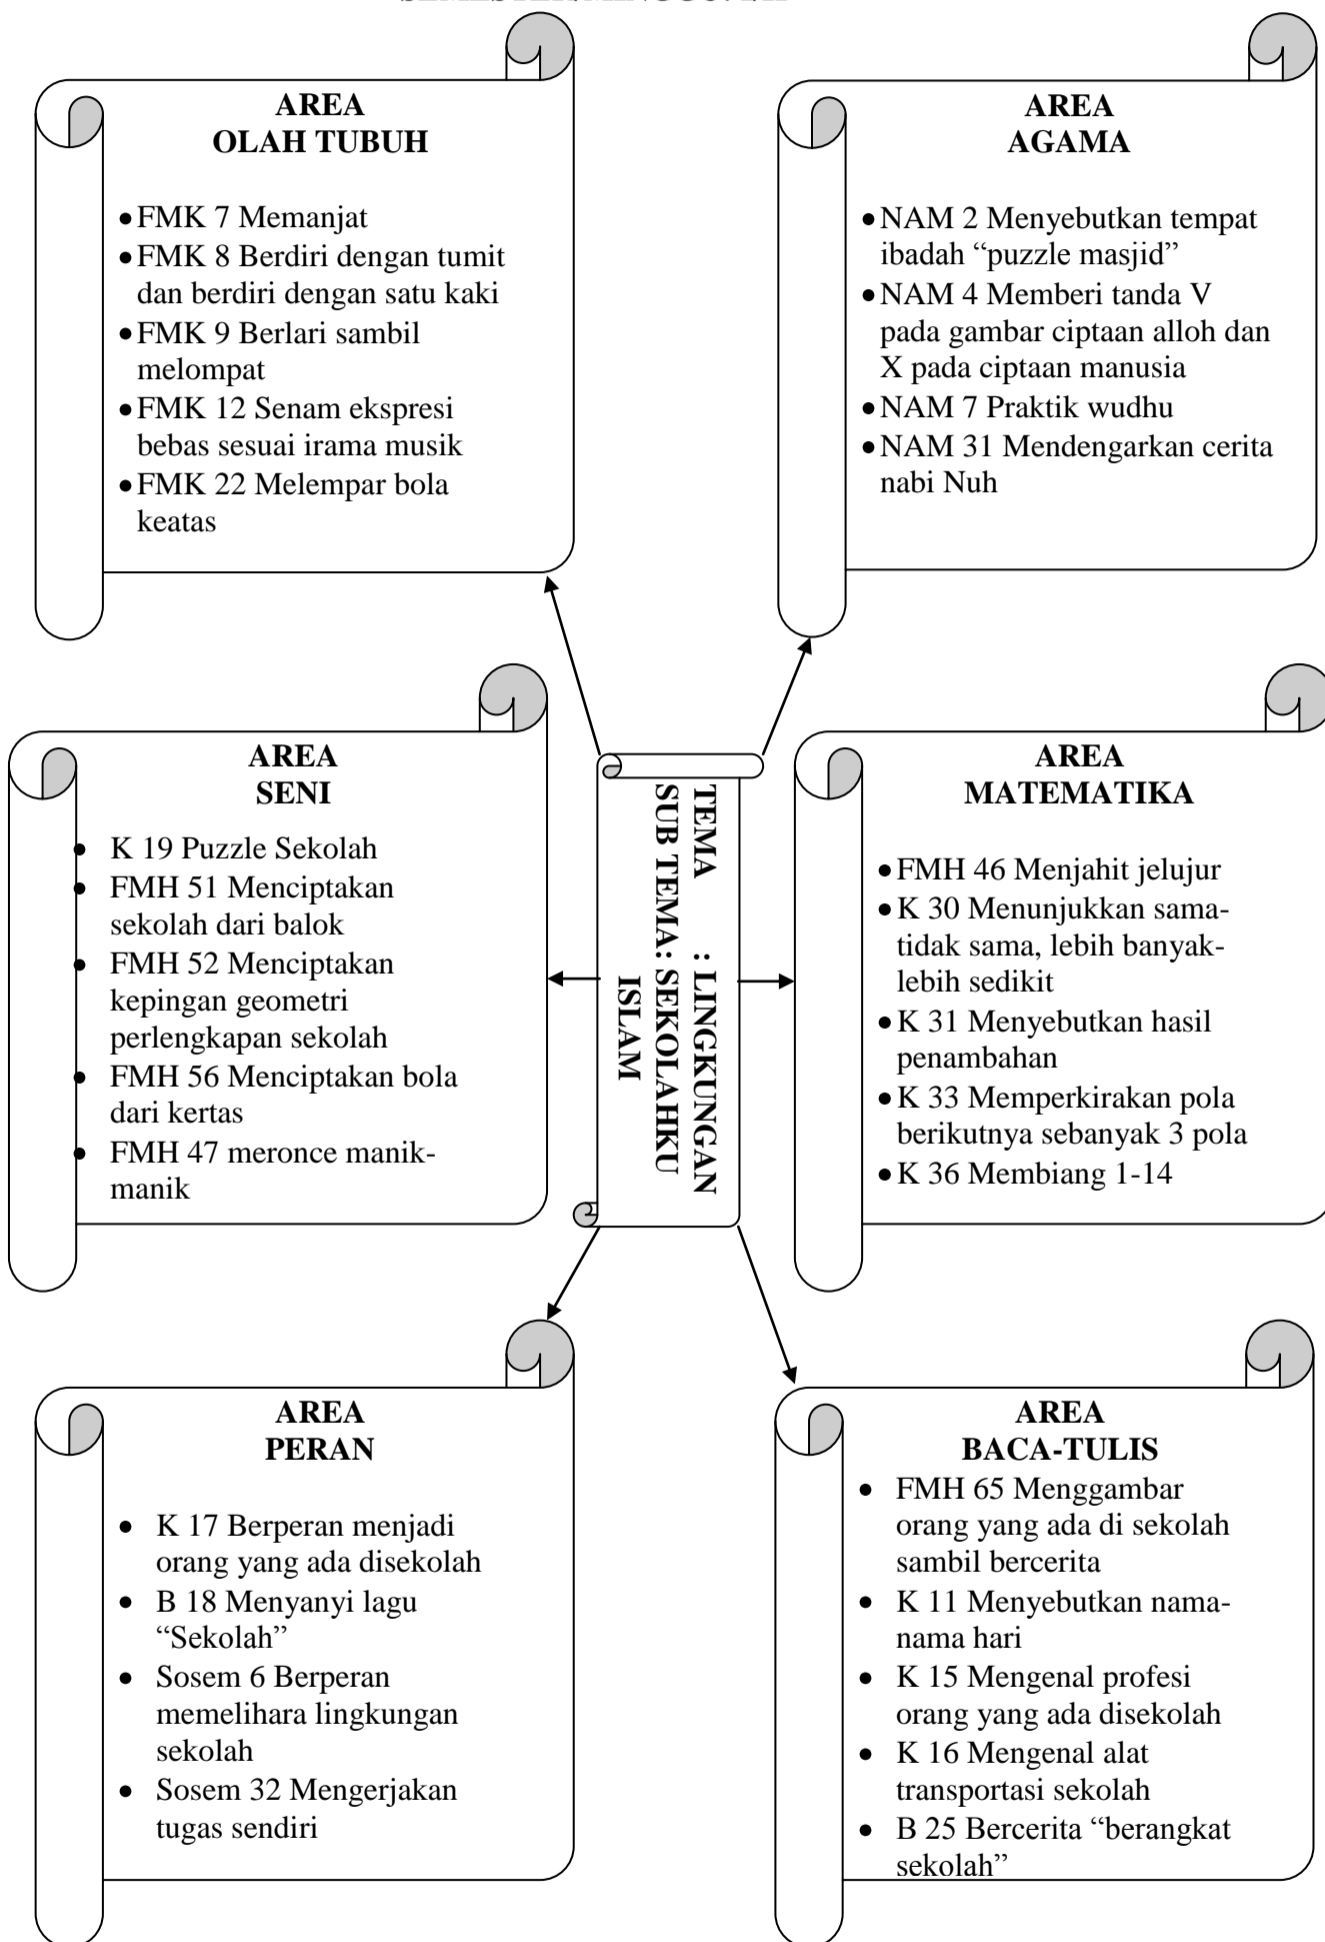 AREA
OLAH TUBUH
•FMK 7 Memanjat
•FMK 8 Berdiri dengan tumit
dan berdiri dengan satu kaki
•FMK 9 Berlari sambil
melompat
•FMK 12 Senam ekspresi
bebas sesuai irama musik
•FMK 22 Melempar bola
keatas
AREA
AGAMA
•NAM 2 Menyebutkan tempat
ibadah “puzzle masjid”
•NAM 4 Memberi tanda V
pada gambar ciptaan alloh dan
X pada ciptaan manusia
•NAM 7 Praktik wudhu
•NAM 31 Mendengarkan cerita
nabi Nuh
AREA
SENI
• K 19 Puzzle Sekolah
• FMH 51 Menciptakan
sekolah dari balok
• FMH 52 Menciptakan
kepingan geometri
perlengkapan sekolah
• FMH 56 Menciptakan bola
dari kertas
• FMH 47 meronce manik-
manik
TEMA : LINGKUNGAN
SUB TEMA: SEKOLAHKU
ISLAM
AREA
MATEMATIKA
•FMH 46 Menjahit jelujur
•K 30 Menunjukkan sama-
tidak sama, lebih banyak-
lebih sedikit
•K 31 Menyebutkan hasil
penambahan
•K 33 Memperkirakan pola
berikutnya sebanyak 3 pola
•K 36 Membiang 1-14
AREA
PERAN
• K 17 Berperan menjadi
orang yang ada disekolah
• B 18 Menyanyi lagu
“Sekolah”
• Sosem 6 Berperan
memelihara lingkungan
sekolah
• Sosem 32 Mengerjakan
tugas sendiri
AREA
BACA-TULIS
• FMH 65 Menggambar
orang yang ada di sekolah
sambil bercerita
• K 11 Menyebutkan nama-
nama hari
• K 15 Mengenal profesi
orang yang ada disekolah
• K 16 Mengenal alat
transportasi sekolah
• B 25 Bercerita “berangkat
sekolah”